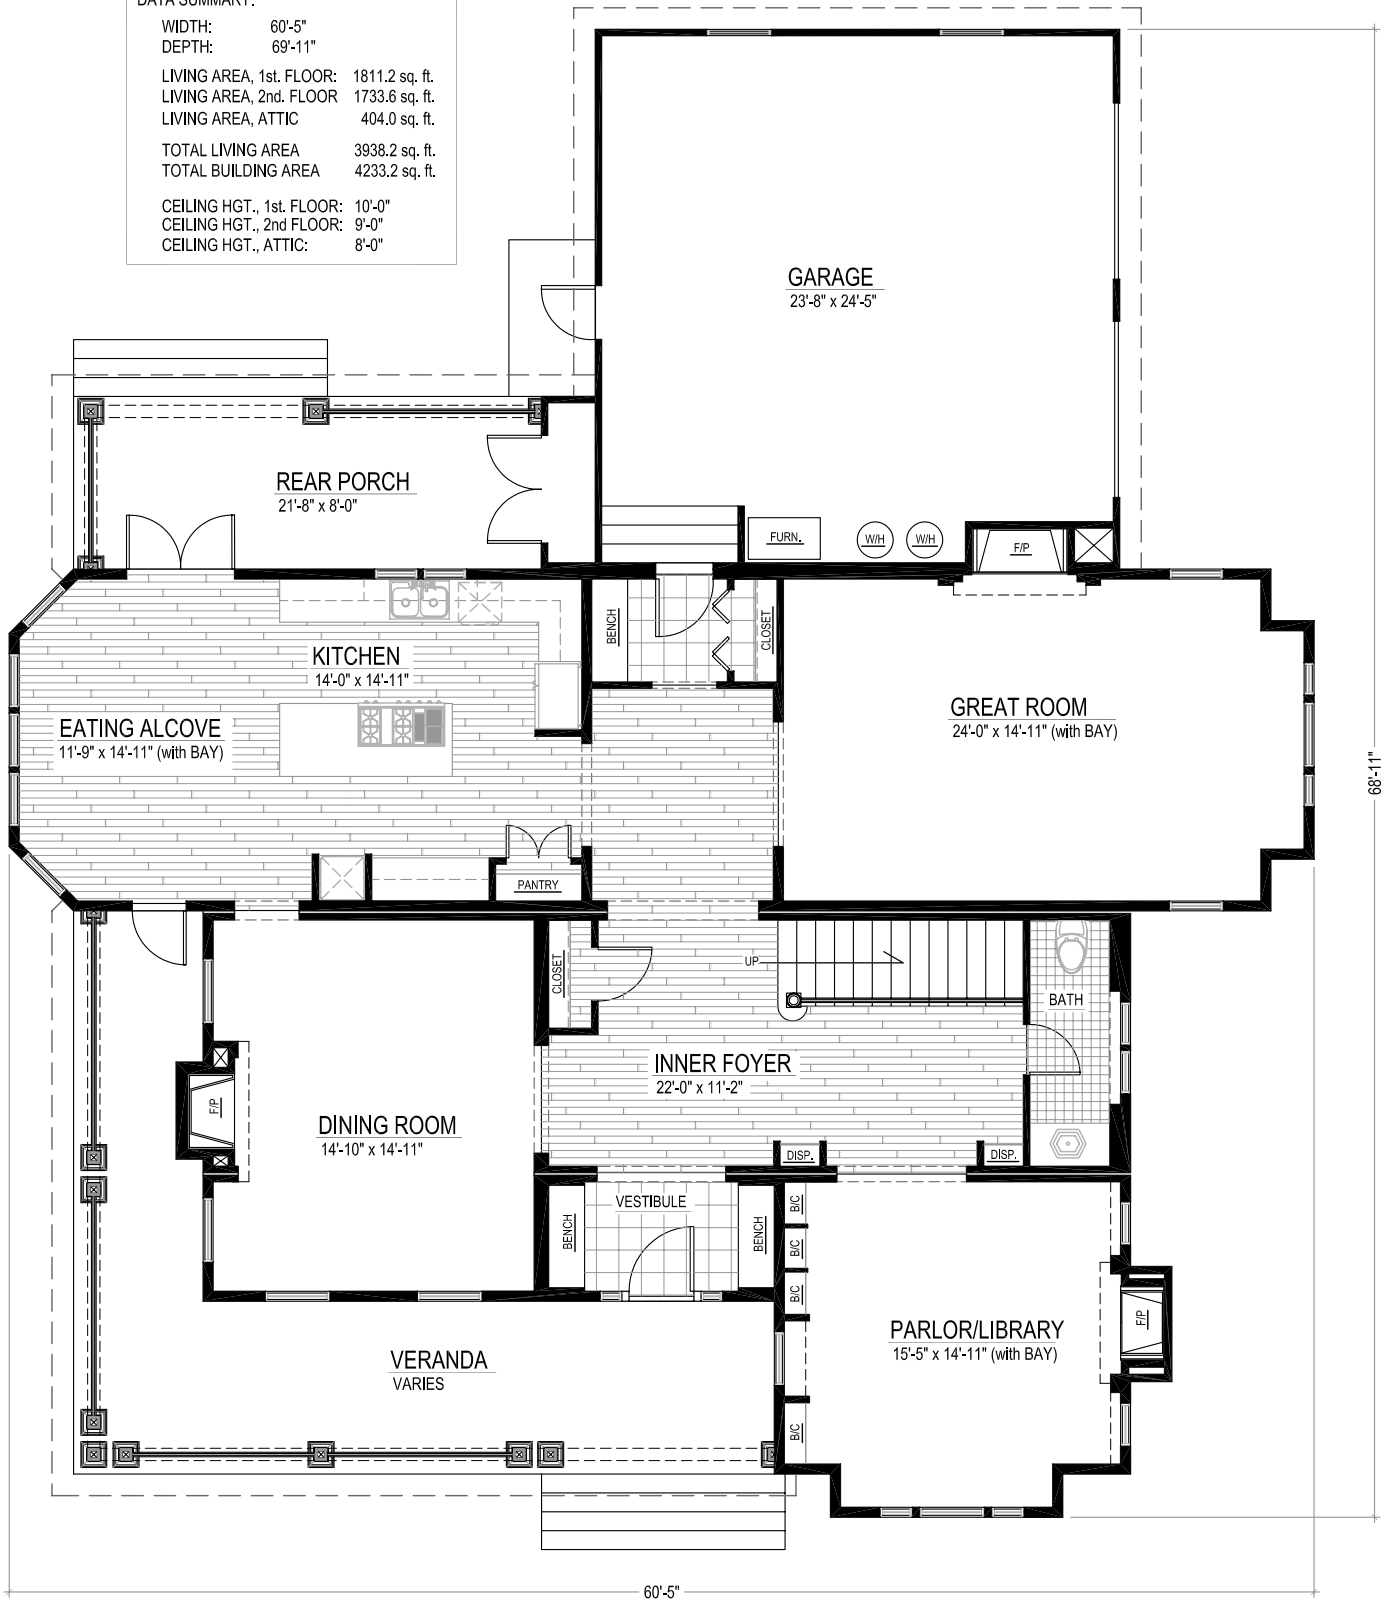 DATA SUMMARY:
WIDTH: 60'-5"
DEPTH: 69'-11"
LIVING AREA, 1st. FLOOR: 1811.2 sq. ft.
LIVING AREA, 2nd. FLOOR 1733.6 sq. ft.
LIVING AREA, ATTIC 404.0 sq. ft.
TOTAL LIVING AREA 3938.2 sq. ft.
TOTAL BUILDING AREA 4233.2 sq. ft.
CEILING HGT., 1st. FLOOR: 10'-0"
CEILING HGT., 2nd FLOOR: 9'-0"
CEILING HGT., ATTIC: 8'-0"
GARAGE
23'-8" x 24'-5"
REAR PORCH
21'-8" x 8'-0"
FURN.
W/H
W/H
F/P
BENCH
CLOSET
KITCHEN
14'-0" x 14'-11"
EATING ALCOVE
11'-9" x 14'-11" (with BAY)
GREAT ROOM
24'-0" x 14'-11" (with BAY)
68'-11"
PANTRY
CLOSET
UP
BATH
INNER FOYER
22'-0" x 11'-2"
F/P
DINING ROOM
14'-10" x 14'-11"
DISP.
DISP.
VESTIBULE
BENCH
BENCH
B/C
B/C
B/C
B/C
F/P
PARLOR/LIBRARY
15'-5" x 14'-11" (with BAY)
VERANDA
VARIES
60'-5"